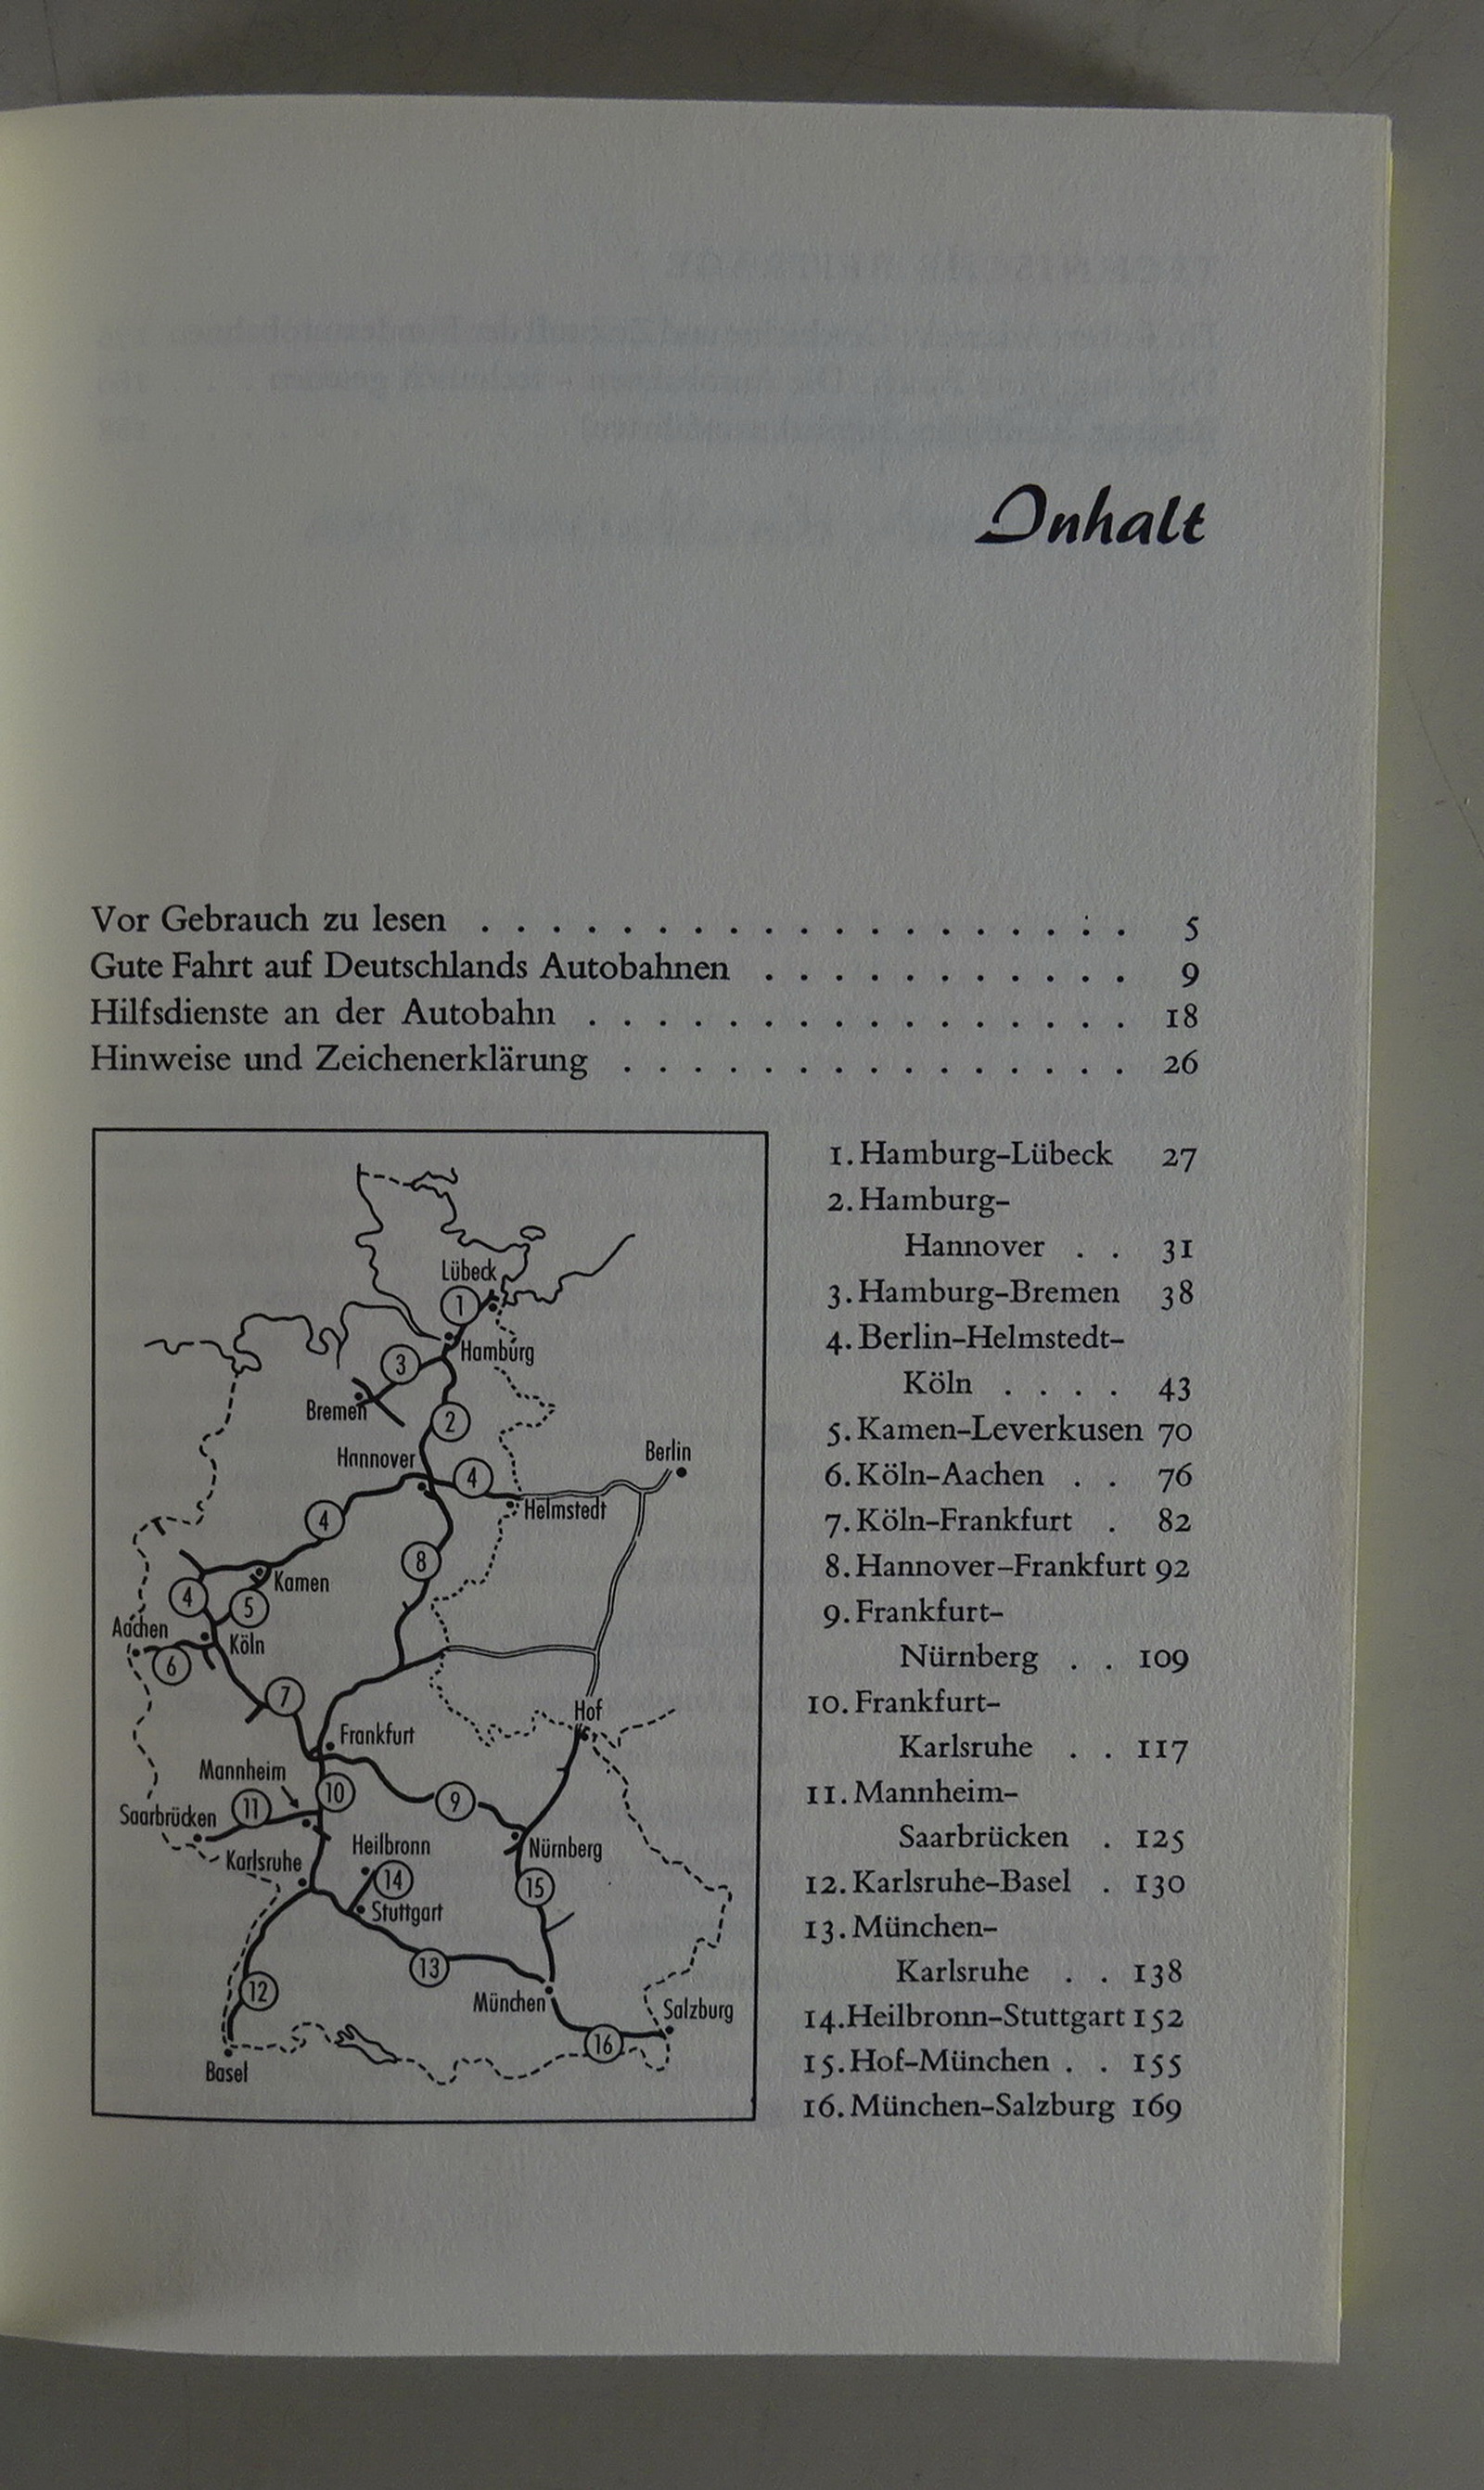 Inhalt
Vor Gebrauch zu lesen . . . . . . . . . . . . . . . . . . . 5
Gute Fahrt auf Deutschlands Autobahnen . . . . . . . . . . . 9
Hilfsdienste an der Autobahn . . . . . . . . . . . . . . . . 18
Hinweise und Zeichenerklärung . . . . . . . . . . . . . . . 26
Lübeck
1
Hamburg
3
Bremen
2
Hannover
4
Berlin
Helmstedt
4
8
Kamen
4
5
Aachen
Köln
6
7
Hof
Frankfurt
Mannheim
10
9
Saarbrücken
11
Heilbronn
Nürnberg
Karlsruhe
14
15
Stuttgart
13
12
München
Salzburg
16
Basel
1. Hamburg–Lübeck 27
2. Hamburg–
Hannover . . 31
3. Hamburg–Bremen 38
4. Berlin–Helmstedt–
Köln . . . . 43
5. Kamen–Leverkusen 70
6. Köln–Aachen . . 76
7. Köln–Frankfurt . 82
8. Hannover–Frankfurt 92
9. Frankfurt–
Nürnberg . . 109
10. Frankfurt–
Karlsruhe . . 117
11. Mannheim–
Saarbrücken . 125
12. Karlsruhe–Basel . 130
13. München–
Karlsruhe . . 138
14. Heilbronn–Stuttgart 152
15. Hof–München . . 155
16. München–Salzburg 169